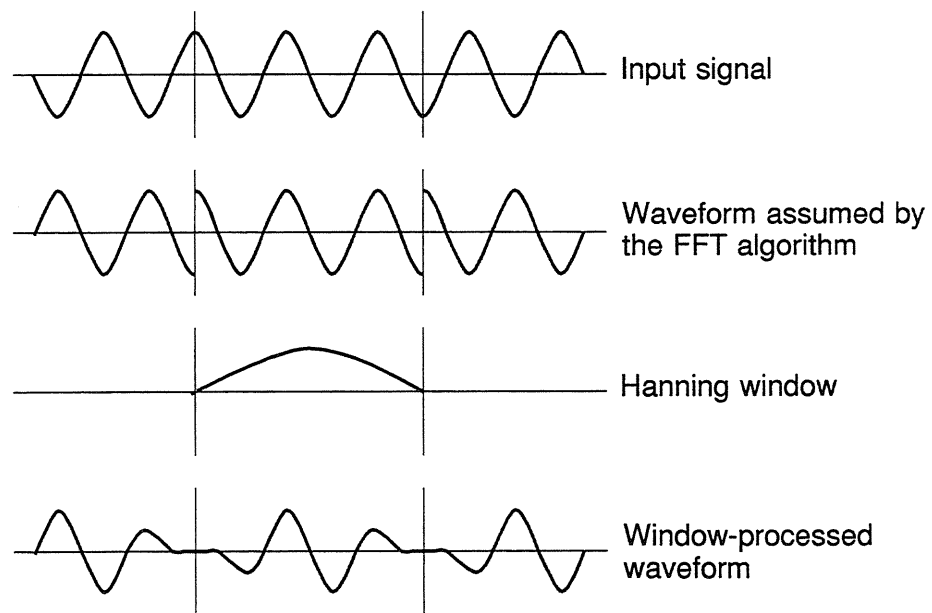 Input signal
Waveform assumed by
the FFT algorithm
Hanning window
Window-processed
waveform